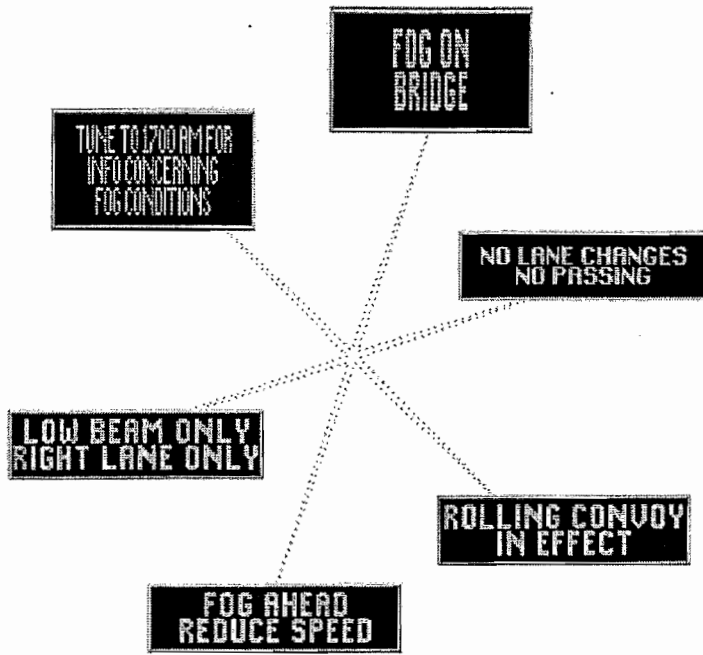 FOG ON
BRIDGE
TUNE TO 1700 AM FOR
INFO CONCERNING
FOG CONDITIONS
NO LANE CHANGES
NO PASSING
LOW BEAM ONLY
RIGHT LANE ONLY
ROLLING CONVOY
IN EFFECT
FOG AHEAD
REDUCE SPEED